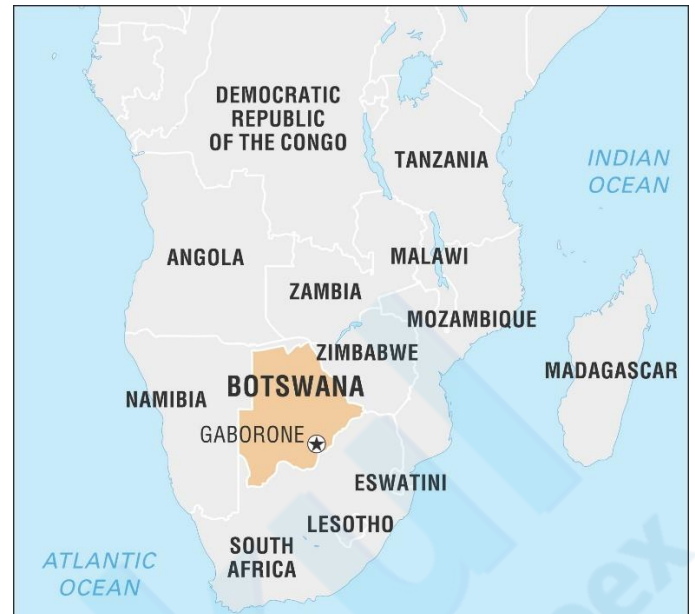 DEMOCRATIC
REPUBLIC
OF THE CONGO
TANZANIA
INDIAN
OCEAN
ANGOLA
MALAWI
ZAMBIA
MOZAMBIQUE
ZIMBABWE
MADAGASCAR
BOTSWANA
NAMIBIA
GABORONE
ESWATINI
LESOTHO
SOUTH
AFRICA
ATLANTIC
OCEAN